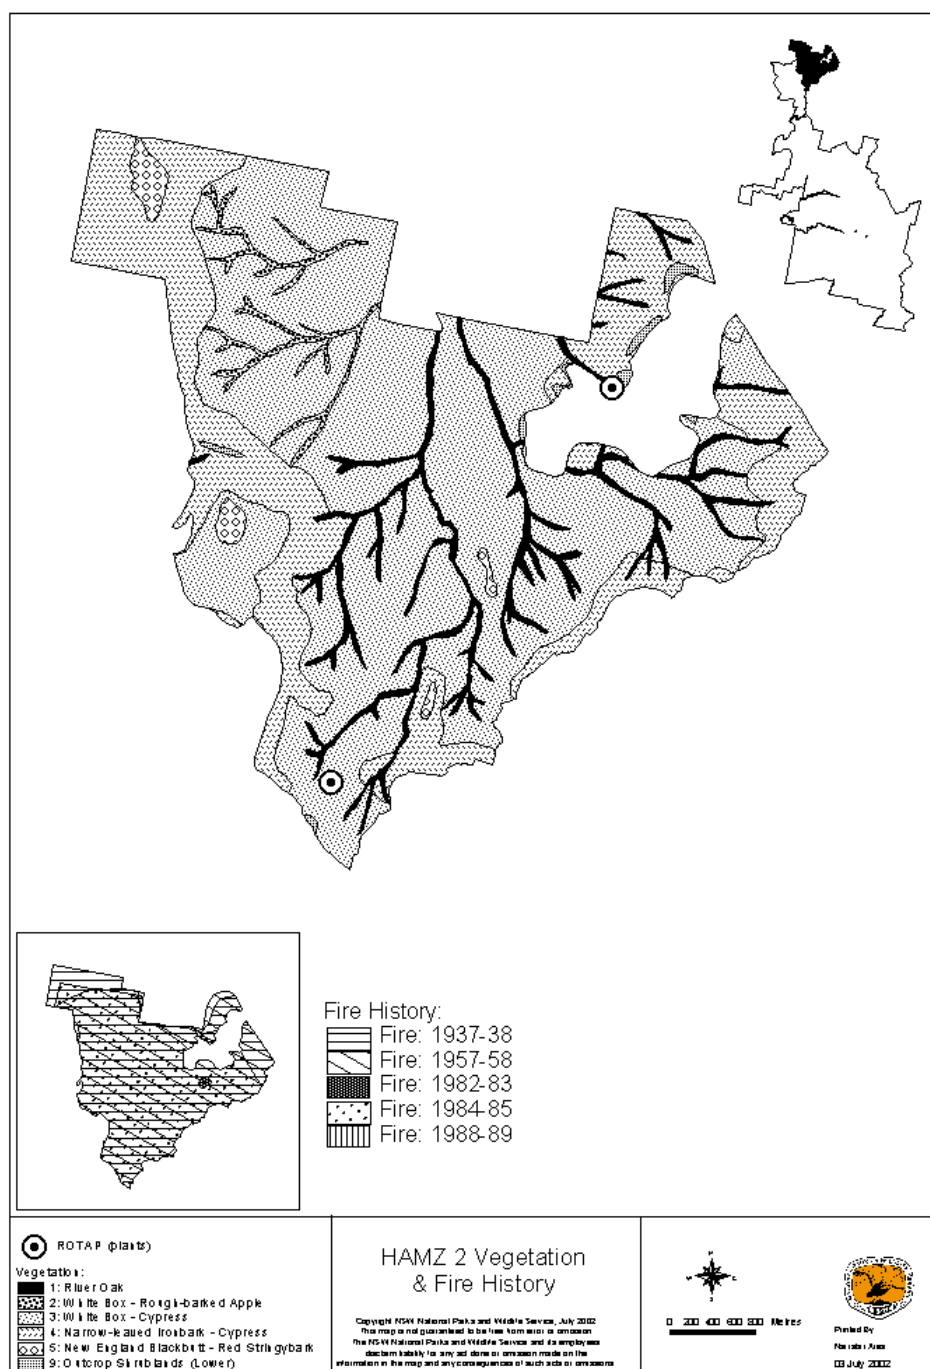 Fire History:
Fire: 1937-38
Fire: 1957-58
Fire: 1982-83
Fire: 1984-85
Fire: 1988-89
ROTAP (plants)
Vegetation:
1: River Oak
2: White Box - Rough-barked Apple
3: White Box - Cypress
4: Narrow-leaved Ironbark - Cypress
5: New England Blackbutt - Red Stringybark
9: Outcrop Shrublands (Lower)
HAMZ 2 Vegetation
& Fire History
Copyright NSW National Parks and Wildlife Service, July 2002
This map is not guaranteed to be free from error or omission
The NSW National Parks and Wildlife Service and its employees
disclaim liability for any act done or omission made on the
information in the map and any consequences of such acts or omissions
N
W
E
S
0 200 400 600 800 Metres
Printed By
Narrabri Area
03 July 2002